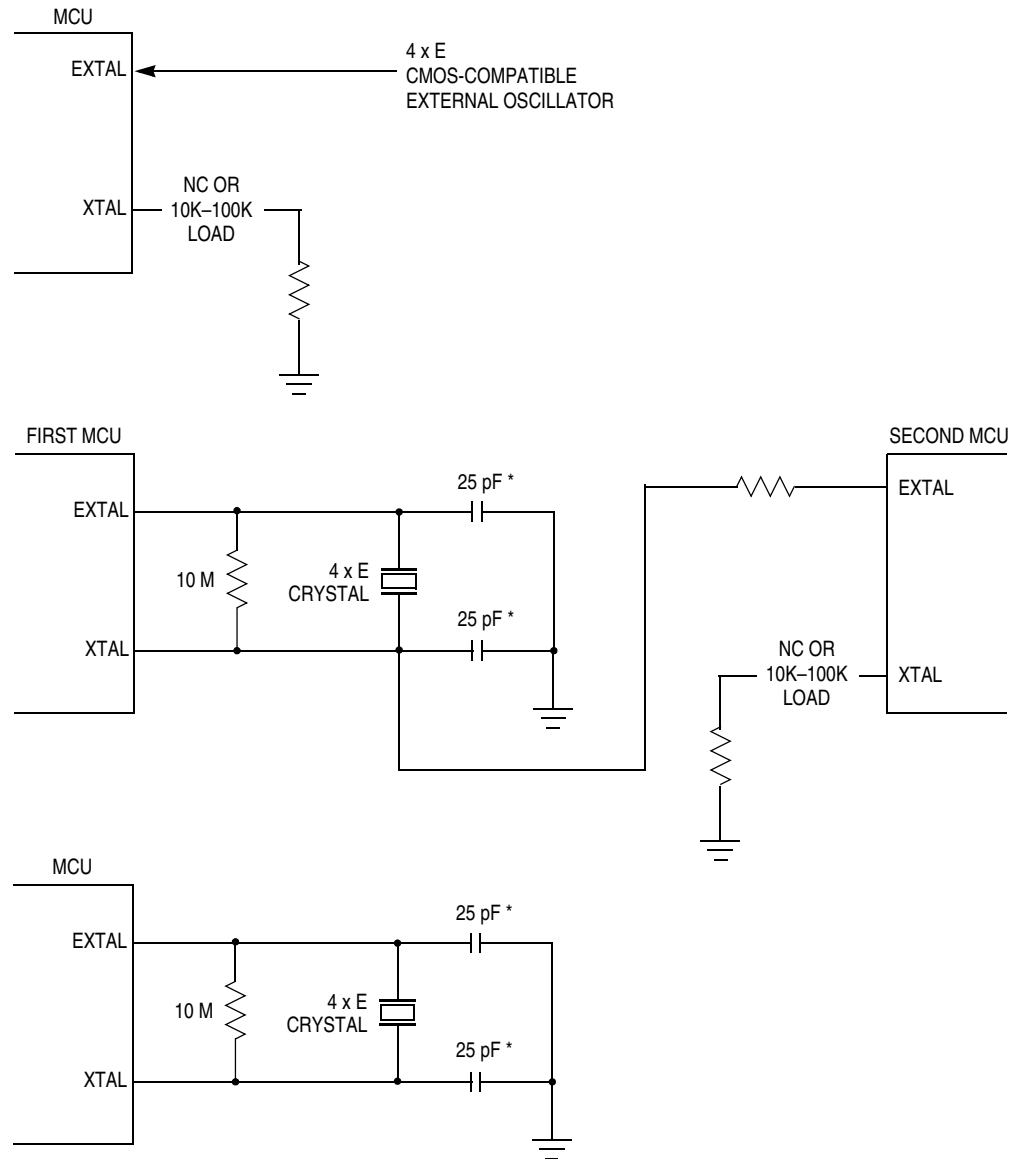 MCU
EXTAL
4 x E
CMOS-COMPATIBLE
EXTERNAL OSCILLATOR
XTAL
NC OR
10K–100K
LOAD
FIRST MCU
SECOND MCU
EXTAL
25 pF *
EXTAL
10 M
4 x E
CRYSTAL
25 pF *
XTAL
NC OR
10K–100K
LOAD
XTAL
MCU
EXTAL
25 pF *
10 M
4 x E
CRYSTAL
25 pF *
XTAL